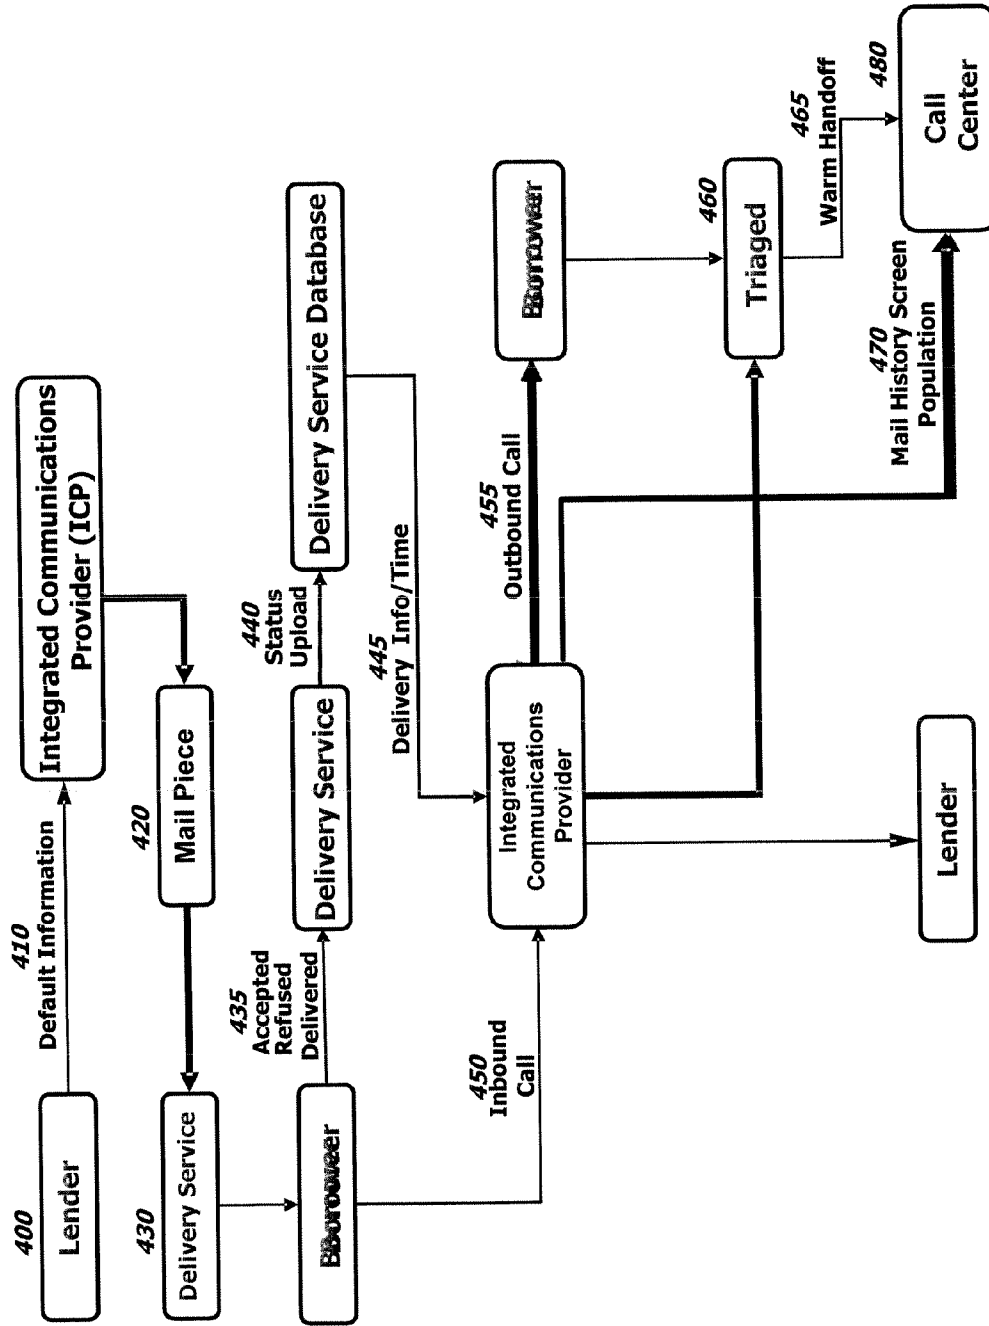 400
Lender
410
Default Information
Integrated Communications
Provider (ICP)
420
Mail Piece
430
Delivery Service
Borrower
435
Accepted
Refused
Delivered
Delivery Service
440
Status
Upload
Delivery Service Database
445
Delivery Info/Time
450
Inbound
Call
Integrated
Communications
Provider
455
Outbound Call
Borrower
460
Triaged
465
Warm Handoff
470
Mail History Screen
Population
480
Call
Center
Lender